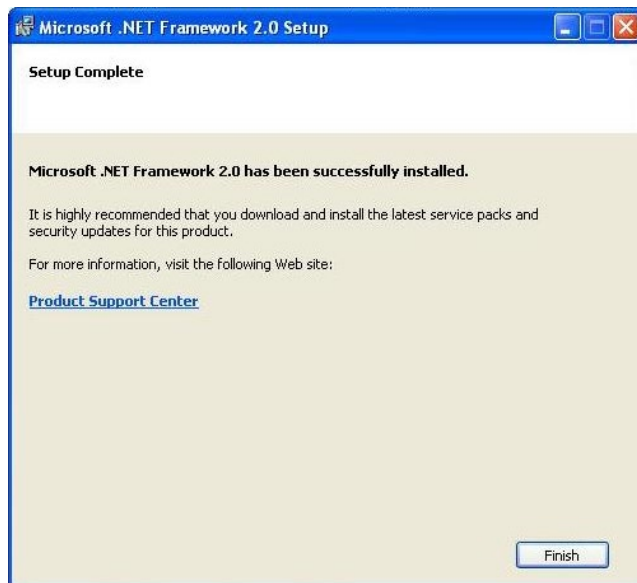 Microsoft .NET Framework 2.0 Setup
Setup Complete
Microsoft .NET Framework 2.0 has been successfully installed.
It is highly recommended that you download and install the latest service packs and
security updates for this product.
For more information, visit the following Web site:
Product Support Center
Finish